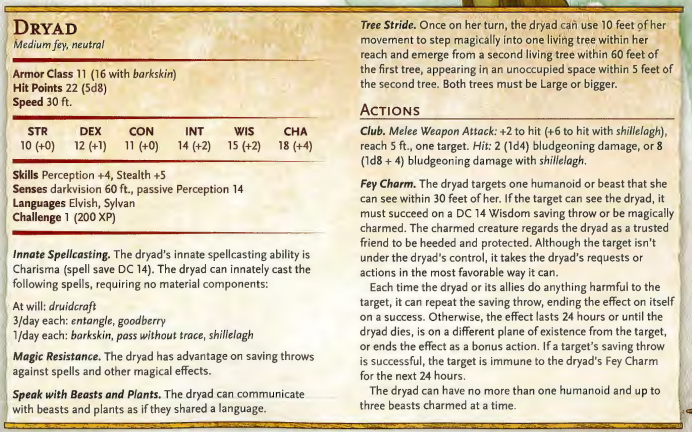 DRYAD
Medium fey, neutral
Armor Class 11 (16 with barkskin)
Hit Points 22 (5d8)
Speed 30 ft.
STR DEX CON INT WIS CHA
10 (+0) 12 (+1) 11 (+0) 14 (+2) 15 (+2) 18 (+4)
Skills Perception +4, Stealth +5
Senses darkvision 60 ft., passive Perception 14
Languages Elvish, Sylvan
Challenge 1 (200 XP)
Innate Spellcasting. The dryad's innate spellcasting ability is
Charisma (spell save DC 14). The dryad can innately cast the
following spells, requiring no material components:
At will: druidcraft
3/day each: entangle, goodberry
1/day each: barkskin, pass without trace, shillelagh
Magic Resistance. The dryad has advantage on saving throws
against spells and other magical effects.
Speak with Beasts and Plants. The dryad can communicate
with beasts and plants as if they shared a language.
Tree Stride. Once on her turn, the dryad can use 10 feet of her
movement to step magically into one living tree within her
reach and emerge from a second living tree within 60 feet of
the first tree, appearing in an unoccupied space within 5 feet of
the second tree. Both trees must be Large or bigger.
ACTIONS
Club. Melee Weapon Attack: +2 to hit (+6 to hit with shillelagh),
reach 5 ft., one target. Hit: 2 (1d4) bludgeoning damage, or 8
(1d8 + 4) bludgeoning damage with shillelagh.
Fey Charm. The dryad targets one humanoid or beast that she
can see within 30 feet of her. If the target can see the dryad, it
must succeed on a DC 14 Wisdom saving throw or be magically
charmed. The charmed creature regards the dryad as a trusted
friend to be heeded and protected. Although the target isn't
under the dryad's control, it takes the dryad's requests or
actions in the most favorable way it can.
Each time the dryad or its allies do anything harmful to the
target, it can repeat the saving throw, ending the effect on itself
on a success. Otherwise, the effect lasts 24 hours or until the
dryad dies, is on a different plane of existence from the target,
or ends the effect as a bonus action. If a target's saving throw
is successful, the target is immune to the dryad's Fey Charm
for the next 24 hours.
The dryad can have no more than one humanoid and up to
three beasts charmed at a time.